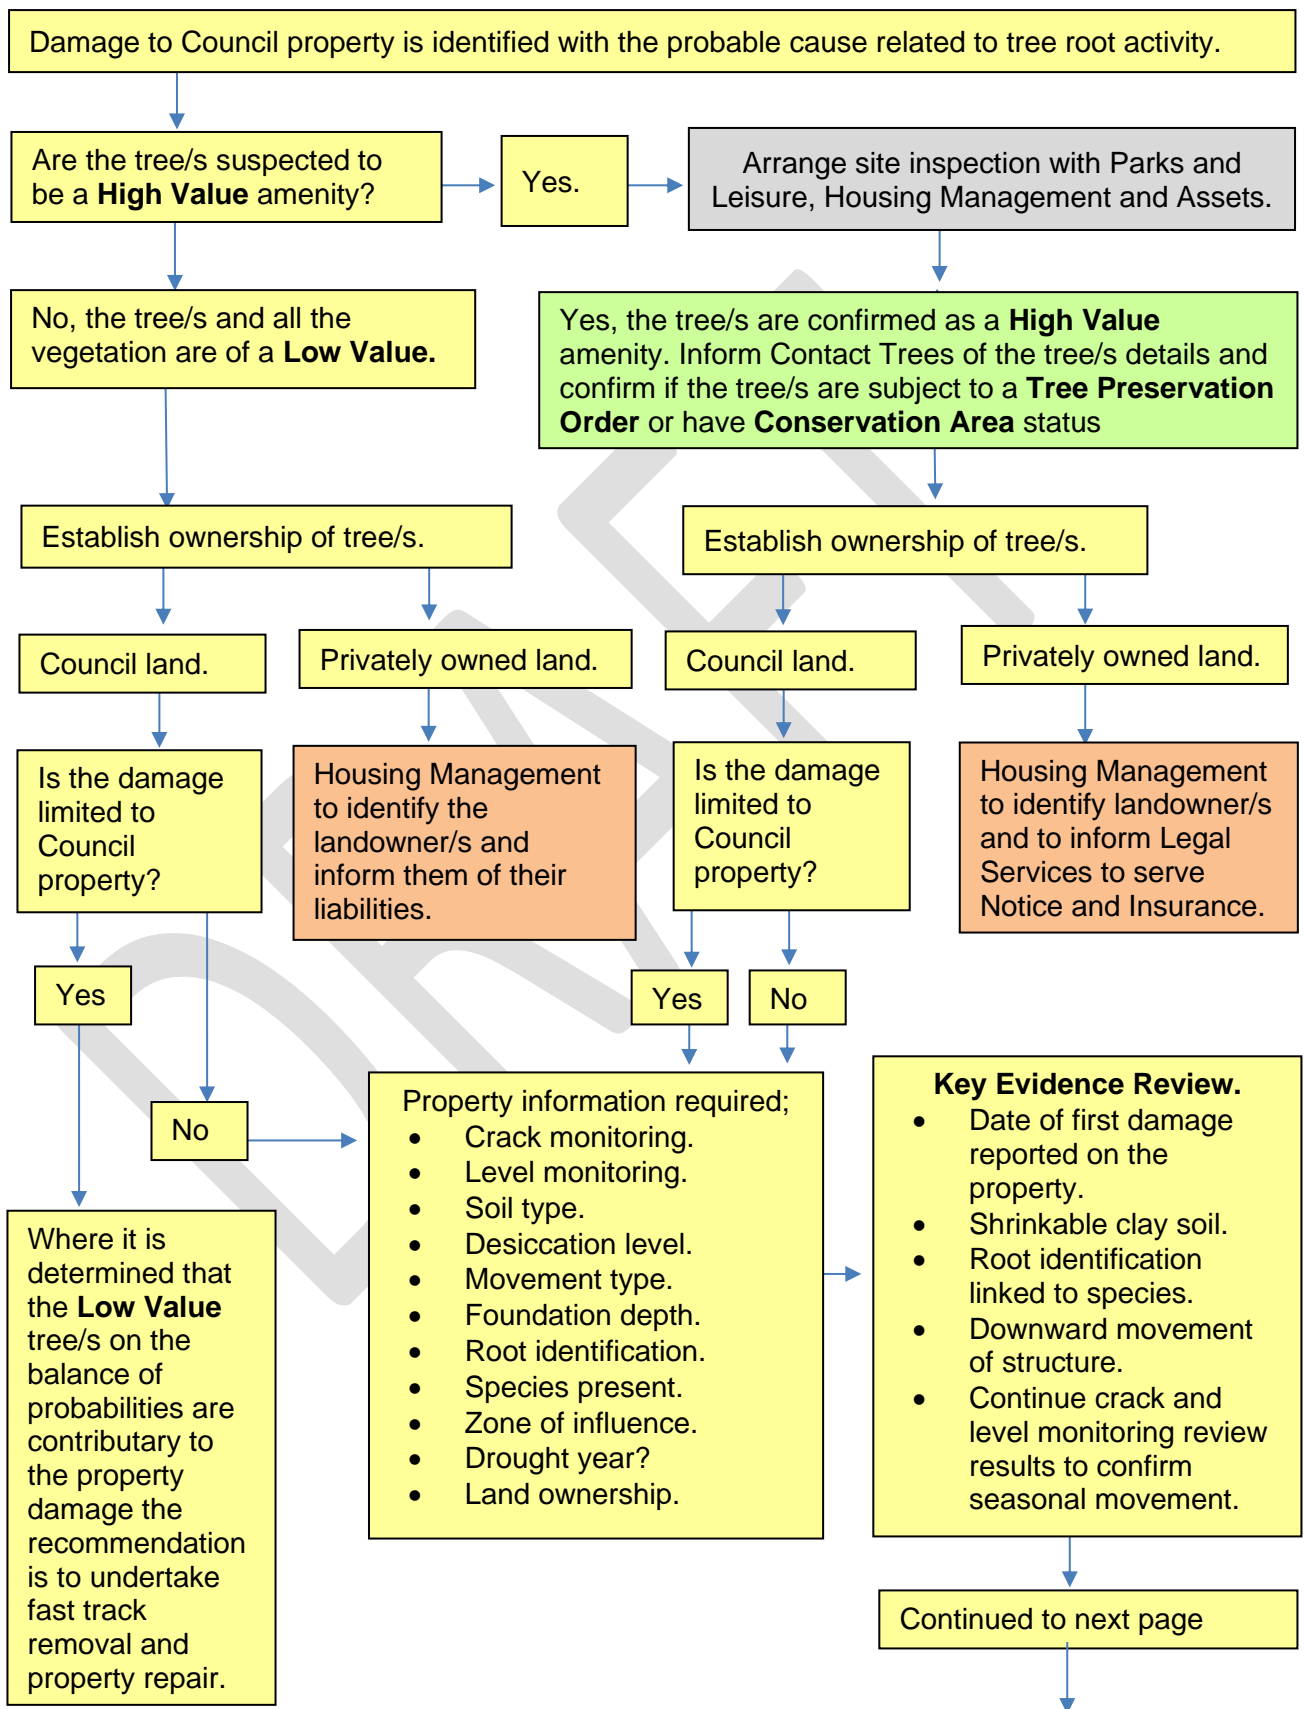 Damage to Council property is identified with the probable cause related to tree root activity.
Are the tree/s suspected to
be a High Value amenity?
Yes.
Arrange site inspection with Parks and
Leisure, Housing Management and Assets.
No, the tree/s and all the
vegetation are of a Low Value.
Yes, the tree/s are confirmed as a High Value
amenity. Inform Contact Trees of the tree/s details and
confirm if the tree/s are subject to a Tree Preservation
Order or have Conservation Area status
Establish ownership of tree/s.
Establish ownership of tree/s.
Council land.
Privately owned land.
Council land.
Privately owned land.
Is the damage
limited to
Council
property?
Housing Management
to identify the
landowner/s and
inform them of their
liabilities.
Is the damage
limited to
Council
property?
Housing Management
to identify landowner/s
and to inform Legal
Services to serve
Notice and Insurance.
Yes
No
Yes
No
Where it is
determined that
the Low Value
tree/s on the
balance of
probabilities are
contributary to
the property
damage the
recommendation
is to undertake
fast track
removal and
property repair.
Property information required;
• Crack monitoring.
• Level monitoring.
• Soil type.
• Desiccation level.
• Movement type.
• Foundation depth.
• Root identification.
• Species present.
• Zone of influence.
• Drought year?
• Land ownership.
Key Evidence Review.
• Date of first damage
reported on the
property.
• Shrinkable clay soil.
• Root identification
linked to species.
• Downward movement
of structure.
• Continue crack and
level monitoring review
results to confirm
seasonal movement.
Continued to next page
DRAFT